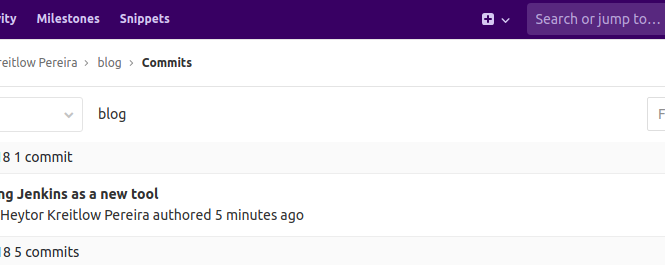 ity Milestones Snippets Search or jump to…
reitlow Pereira › blog › Commits
blog F
18 1 commit
ng Jenkins as a new tool
Heytor Kreitlow Pereira authored 5 minutes ago
18 5 commits